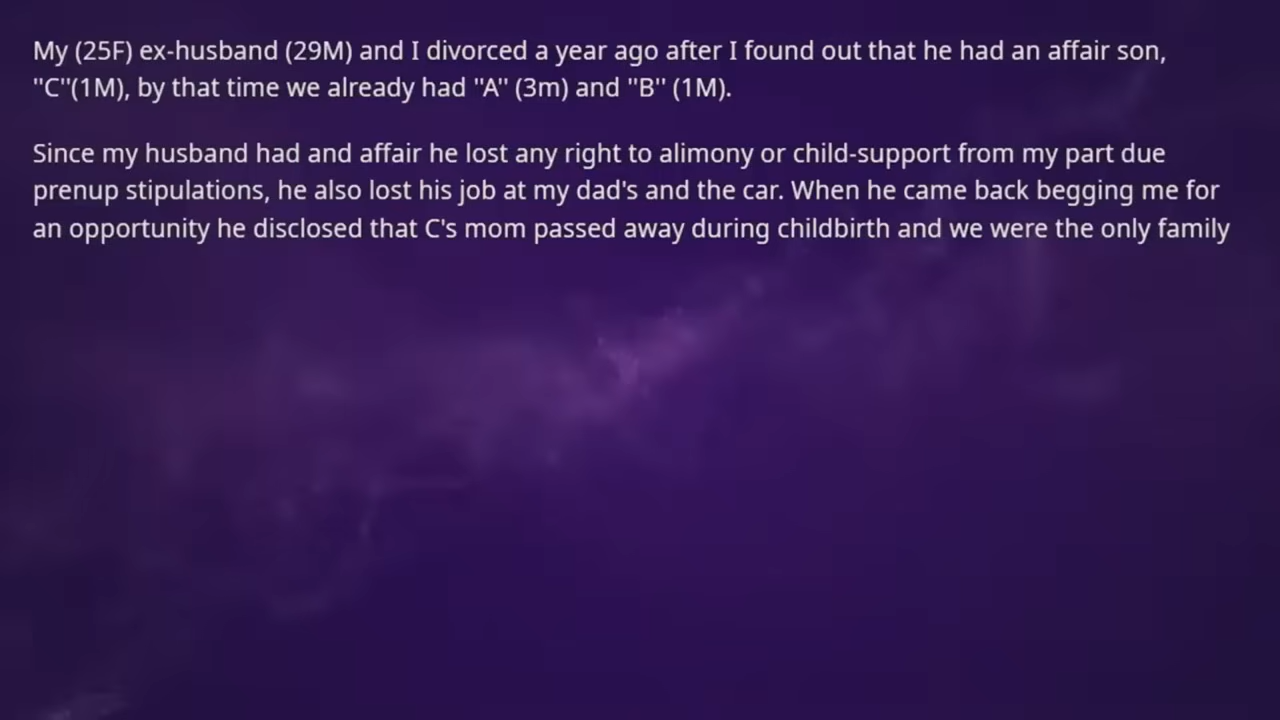 My (25F) ex-husband (29M) and I divorced a year ago after I found out that he had an affair son,
"C"(1M), by that time we already had "A" (3m) and "B" (1M).
Since my husband had and affair he lost any right to alimony or child-support from my part due
prenup stipulations, he also lost his job at my dad's and the car. When he came back begging me for
an opportunity he disclosed that C's mom passed away during childbirth and we were the only family